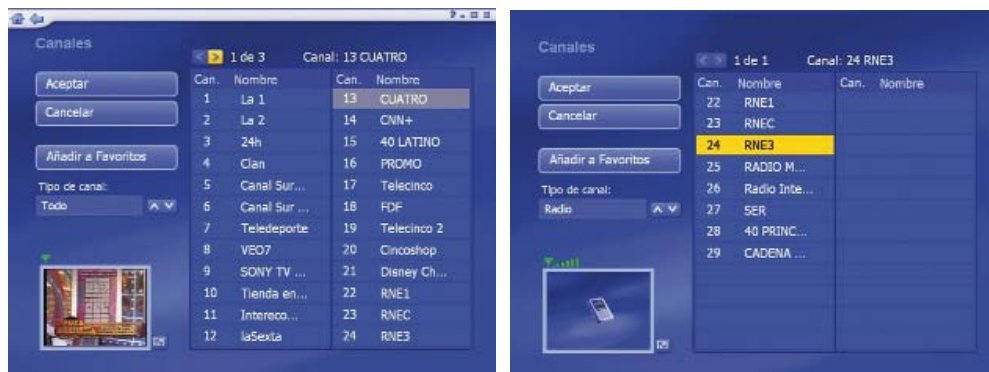 Canales
1 de 3 Canal: 13 CUATRO
Aceptar
Cancelar
Añadir a Favoritos
Tipo de canal:
Todo
Can. Nombre Can. Nombre
1 La 1 13 CUATRO
2 La 2 14 CNN+
3 24h 15 40 LATINO
4 Clan 16 PROMO
5 Canal Sur... 17 Telecinco
6 Canal Sur ... 18 FDF
7 Teledeporte 19 Telecinco 2
8 VEO7 20 Cincoshop
9 SONY TV ... 21 Disney Ch...
10 Tienda en... 22 RNE1
11 Intereco... 23 RNEC
12 laSexta 24 RNE3
Canales
1 de 1 Canal: 24 RNE3
Aceptar
Cancelar
Añadir a Favoritos
Tipo de canal:
Radio
Can. Nombre Can. Nombre
22 RNE1
23 RNEC
24 RNE3
25 RADIO M...
26 Radio Inte...
27 SER
28 40 PRINC...
29 CADENA ...